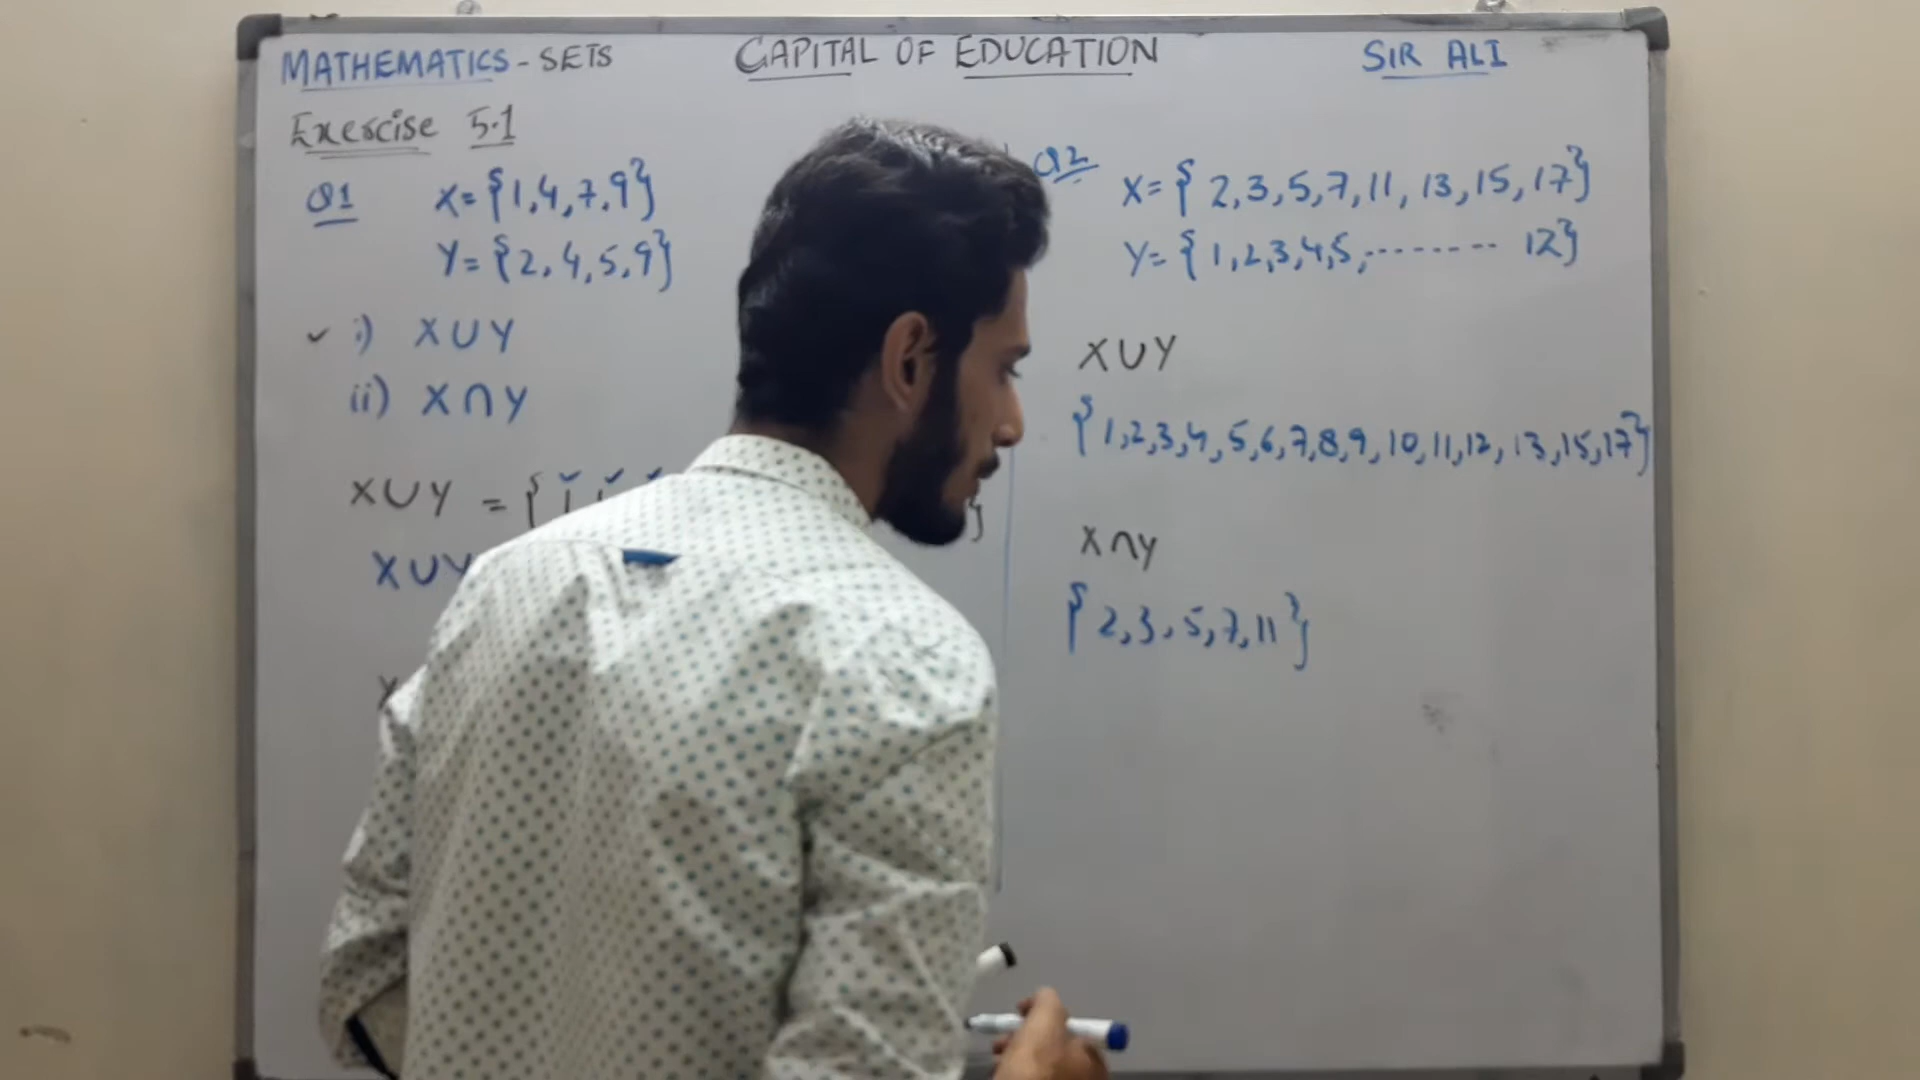 MATHEMATICS - SETS
CAPITAL OF EDUCATION
SIR ALI
Exercise 5.1
Q1 X = {1,4,7,9}
Y = {2,4,5,9}
i) X ∪ Y
ii) X ∩ Y
X ∪ Y = {1
X ∪ Y
Q2 X = { 2,3,5,7,11, 13,15,17}
Y = { 1,2,3,4,5,-------- 12}
X ∪ Y
{ 1,2,3,4,5,6,7,8,9,10,11,12,13,15,17}
X ∩ Y
{ 2,3,5,7,11 }